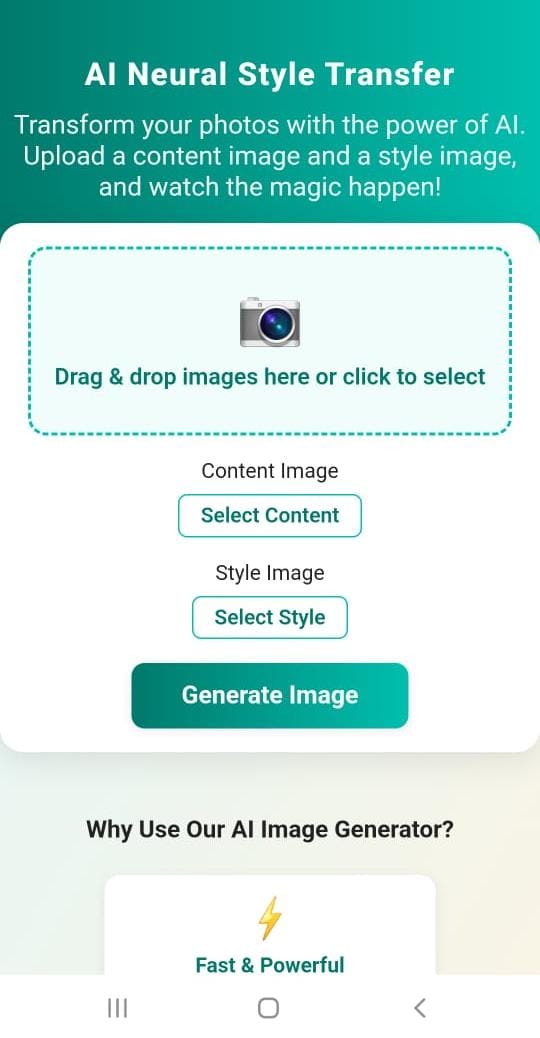 AI Neural Style Transfer
Transform your photos with the power of AI.
Upload a content image and a style image,
and watch the magic happen!
Drag & drop images here or click to select
Content Image
Select Content
Style Image
Select Style
Generate Image
Why Use Our AI Image Generator?
Fast & Powerful